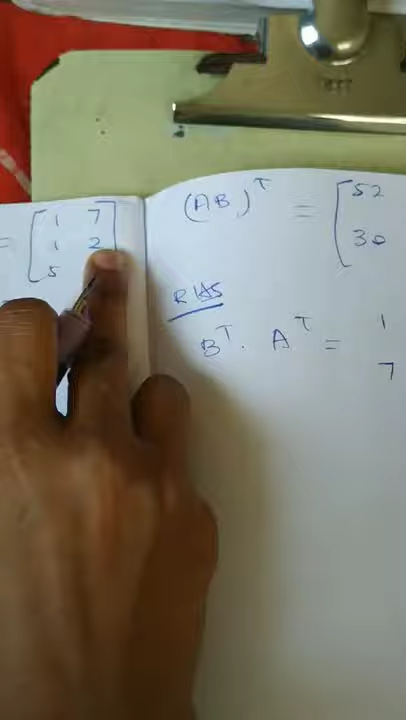 = [ 1 7
1 2
5
(AB)ᵀ = [ 52
30
RHS
Bᵀ. Aᵀ = 1
7